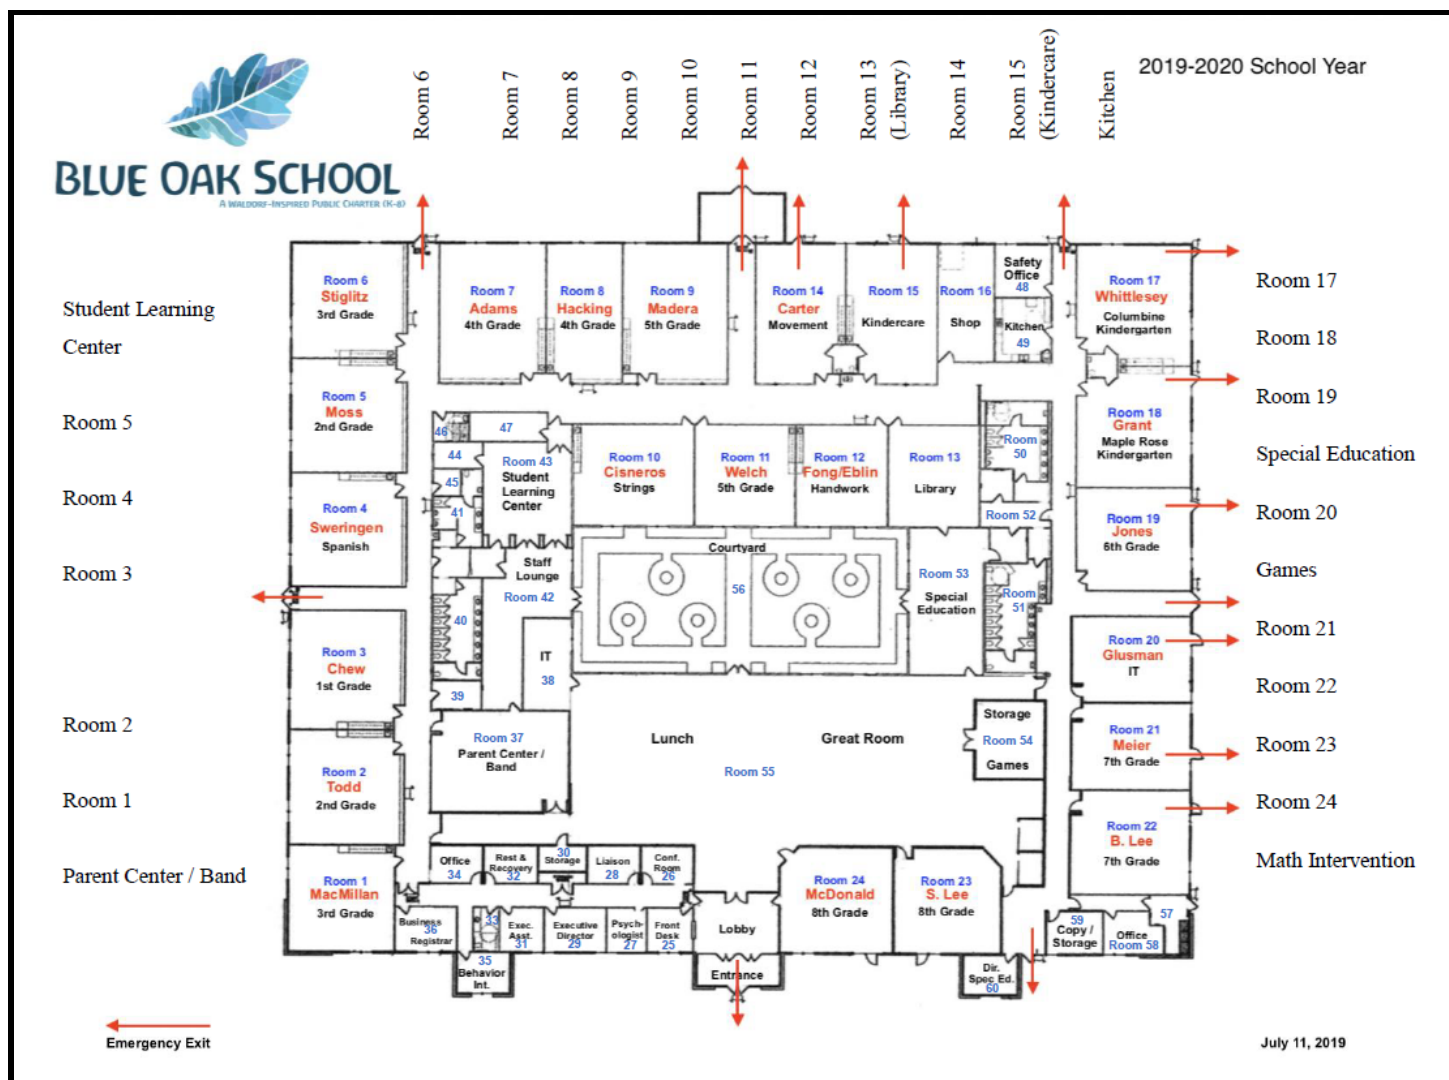 2019-2020 School Year
Room 6
Room 7
Room 8
Room 9
Room 10
Room 11
Room 12
Room 13
(Library)
Room 14
Room 15
(Kindercare)
Kitchen
BLUE OAK SCHOOL
A WALDORF-INSPIRED PUBLIC CHARTER (K-8)
Student Learning
Center
Room 5
Room 4
Room 3
Room 2
Room 1
Parent Center / Band
Room 6
Stiglitz
3rd Grade
Room 7
Adams
4th Grade
Room 8
Hacking
4th Grade
Room 9
Madera
5th Grade
Room 14
Carter
Movement
Room 15
Kindercare
Room 16
Shop
Safety
Office
48
Kitchen
49
Room 17
Whittlesey
Columbine
Kindergarten
Room 5
Moss
2nd Grade
46
47
44
45
41
Room 43
Student
Learning
Center
Room 10
Cisneros
Strings
Room 11
Welch
5th Grade
Room 12
Fong/Eblin
Handwork
Room 13
Library
Room
50
Room 52
Room 18
Grant
Maple Rose
Kindergarten
Room 4
Sweringen
Spanish
Staff
Lounge
Room 42
40
IT
38
39
Courtyard
56
Room 53
Special
Education
Room
51
Room 19
Jones
6th Grade
Room 3
Chew
1st Grade
Room 20
Glusman
IT
Room 37
Parent Center /
Band
Lunch
Great Room
Room 55
Storage
Room 54
Games
Room 21
Meier
7th Grade
Room 2
Todd
2nd Grade
Room 22
B. Lee
7th Grade
Room 1
MacMillan
3rd Grade
Office
34
Rest &
Recovery
32
30
Storage
Liaison
28
Conf.
Room
26
Room 24
McDonald
8th Grade
Room 23
S. Lee
8th Grade
Business
36
Registrar
33
Exec.
Asst.
31
Executive
Director
29
Psych-
ologist
27
Front
Desk
25
Lobby
59
Copy /
Storage
Office
Room 58
57
35
Behavior
Int.
Entrance
Dir.
Spec Ed.
60
Room 17
Room 18
Room 19
Special Education
Room 20
Games
Room 21
Room 22
Room 23
Room 24
Math Intervention
Emergency Exit
July 11, 2019